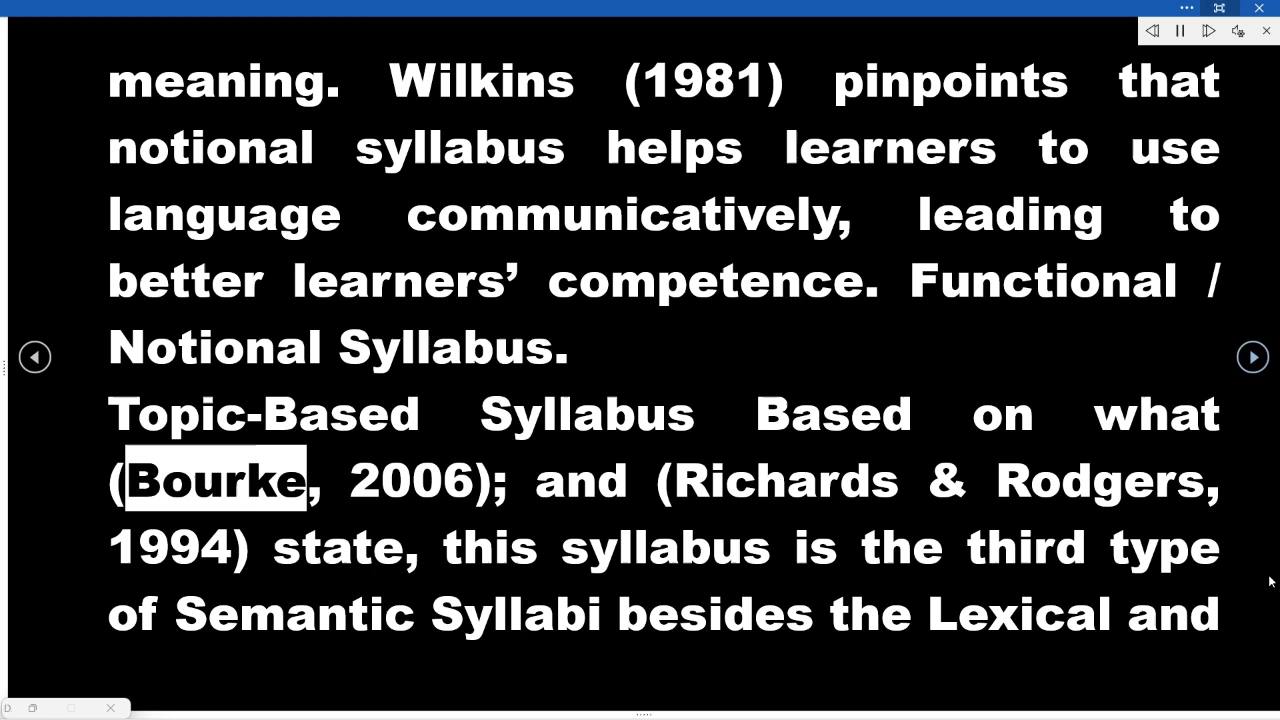 meaning. Wilkins (1981) pinpoints that
notional syllabus helps learners to use
language communicatively, leading to
better learners’ competence. Functional /
Notional Syllabus.
Topic-Based Syllabus Based on what
(Bourke, 2006); and (Richards & Rodgers,
1994) state, this syllabus is the third type
of Semantic Syllabi besides the Lexical and
D